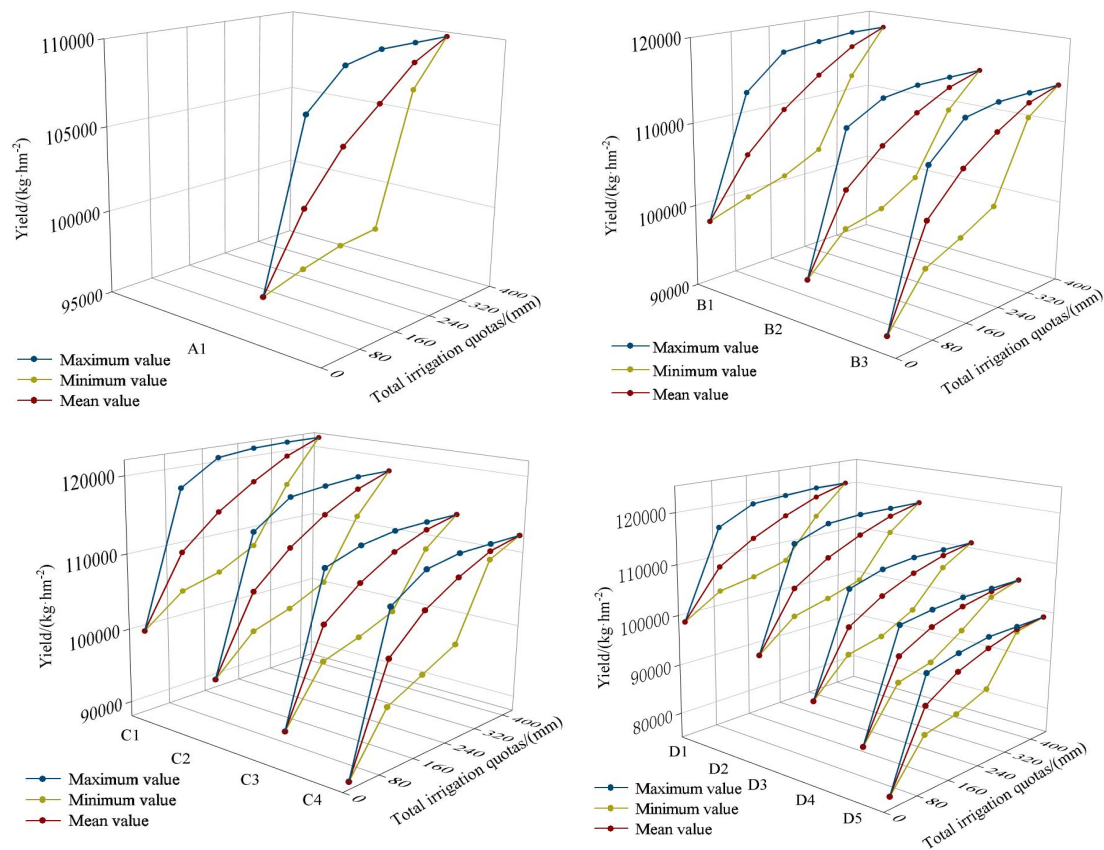 110000
105000
100000
95000
Yield/(kg·hm⁻²)
A1
0
80
160
240
320
400
Total irrigation quotas/(mm)
Maximum value
Minimum value
Mean value
120000
110000
100000
90000
Yield/(kg·hm⁻²)
B1
B2
B3
0
80
160
240
320
400
Total irrigation quotas/(mm)
Maximum value
Minimum value
Mean value
120000
110000
100000
90000
Yield/(kg·hm⁻²)
C1
C2
C3
C4
0
80
160
240
320
400
Total irrigation quotas/(mm)
Maximum value
Minimum value
Mean value
120000
110000
100000
90000
80000
Yield/(kg·hm⁻²)
D1
D2
D3
D4
D5
0
80
160
240
320
400
Total irrigation quotas/(mm)
Maximum value
Minimum value
Mean value